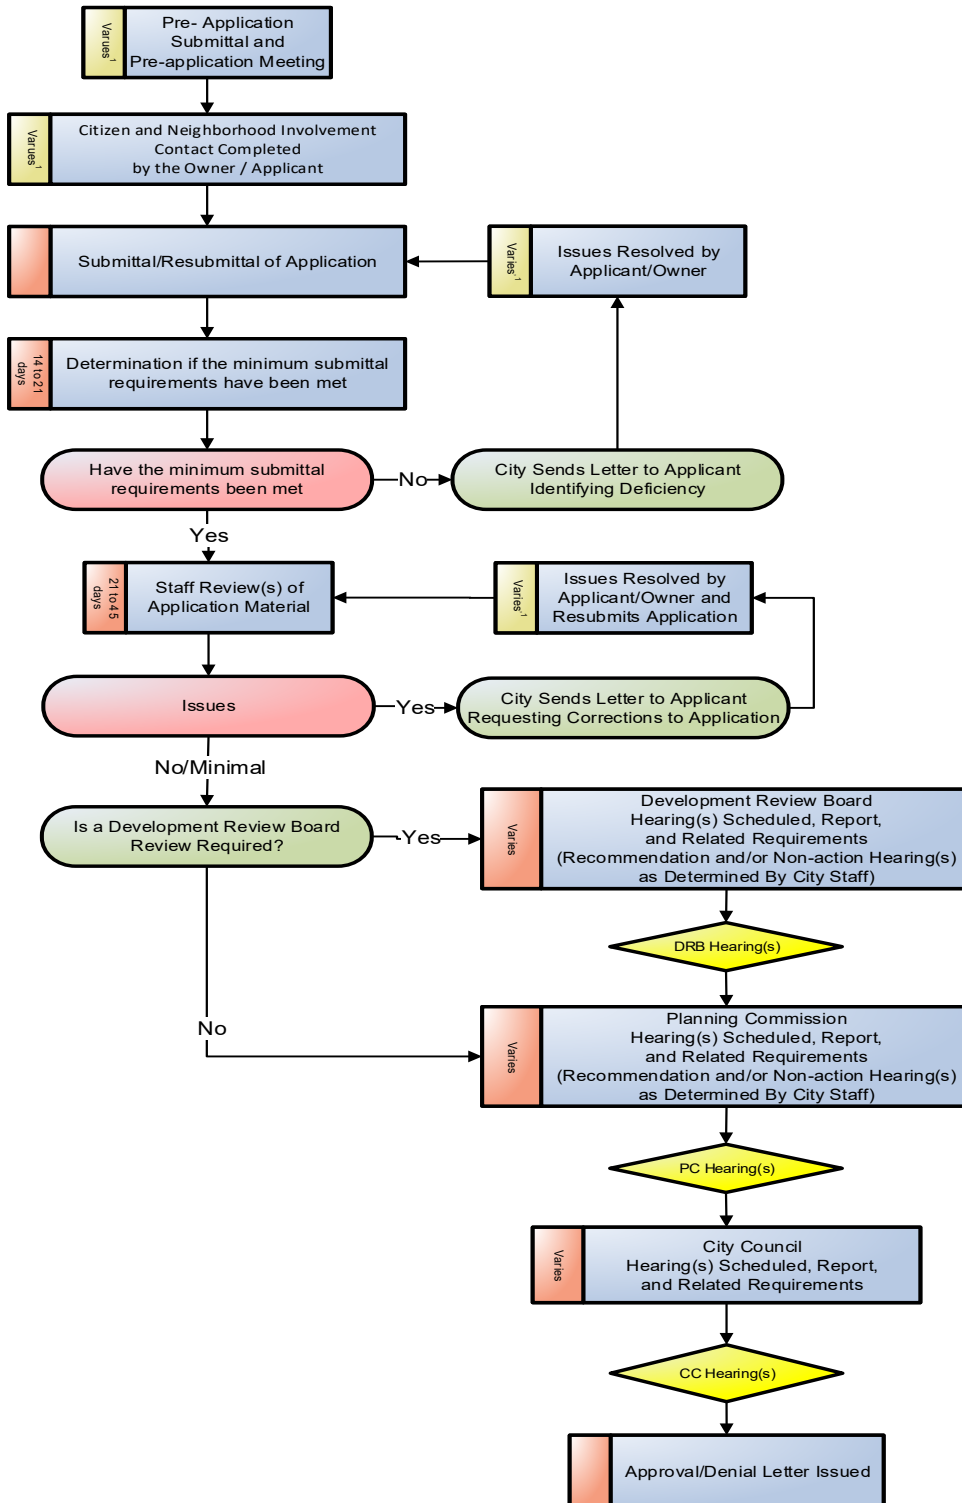 Varues¹
Pre- Application
Submittal and
Pre-application Meeting
Varues¹
Citizen and Neighborhood Involvement
Contact Completed
by the Owner / Applicant
Submittal/Resubmittal of Application
Varies¹
Issues Resolved by
Applicant/Owner
14 to 21
days
Determination if the minimum submittal
requirements have been met
Have the minimum submittal
requirements been met
No
City Sends Letter to Applicant
Identifying Deficiency
Yes
21 to 45
days
Staff Review(s) of
Application Material
Varies¹
Issues Resolved by
Applicant/Owner and
Resubmits Application
Issues
Yes
City Sends Letter to Applicant
Requesting Corrections to Application
No/Minimal
Is a Development Review Board
Review Required?
Yes
Varies
Development Review Board
Hearing(s) Scheduled, Report,
and Related Requirements
(Recommendation and/or Non-action Hearing(s)
as Determined By City Staff)
DRB Hearing(s)
No
Varies
Planning Commission
Hearing(s) Scheduled, Report,
and Related Requirements
(Recommendation and/or Non-action Hearing(s)
as Determined By City Staff)
PC Hearing(s)
Varies
City Council
Hearing(s) Scheduled, Report,
and Related Requirements
CC Hearing(s)
Approval/Denial Letter Issued